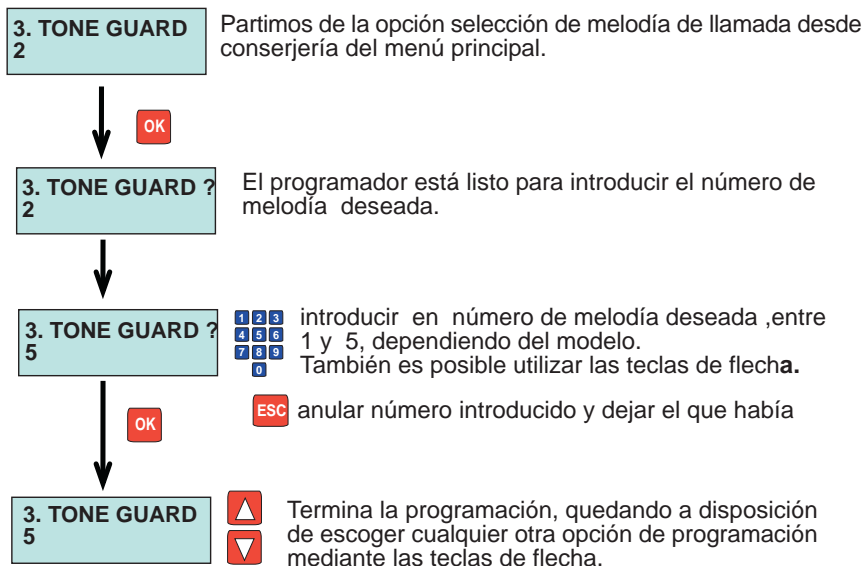 3. TONE GUARD
2
Partimos de la opción selección de melodía de llamada desde
conserjería del menú principal.
OK
3. TONE GUARD ?
2
El programador está listo para introducir el número de
melodía deseada.
3. TONE GUARD ?
5
1 2 3
4 5 6
7 8 9
0
introducir en número de melodía deseada ,entre
1 y 5, dependiendo del modelo.
También es posible utilizar las teclas de flecha.
ESC anular número introducido y dejar el que había
OK
3. TONE GUARD
5
Termina la programación, quedando a disposición
de escoger cualquier otra opción de programación
mediante las teclas de flecha.